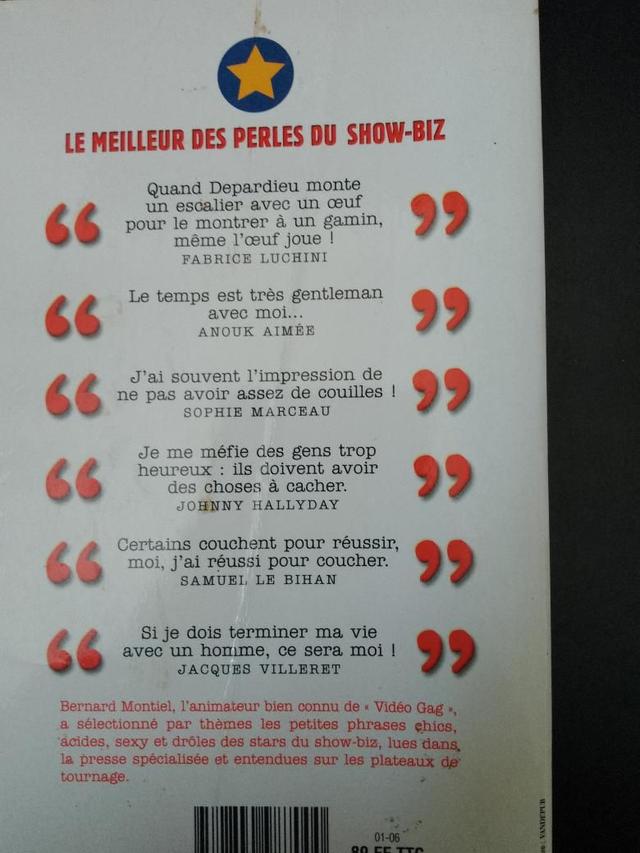 LE MEILLEUR DES PERLES DU SHOW-BIZ
Quand Depardieu monte
un escalier avec un œuf
pour le montrer à un gamin,
même l'œuf joue !
FABRICE LUCHINI
Le temps est très gentleman
avec moi...
ANOUK AIMÉE
J'ai souvent l'impression de
ne pas avoir assez de couilles !
SOPHIE MARCEAU
Je me méfie des gens trop
heureux : ils doivent avoir
des choses à cacher.
JOHNNY HALLYDAY
Certains couchent pour réussir,
moi, j'ai réussi pour coucher.
SAMUEL LE BIHAN
Si je dois terminer ma vie
avec un homme, ce sera moi !
JACQUES VILLERET
Bernard Montiel, l'animateur bien connu de « Vidéo Gag »,
a sélectionné par thèmes les petites phrases chics,
acides, sexy et drôles des stars du show-biz, lues dans
la presse spécialisée et entendues sur les plateaux de
tournage.
01-06
89 FF TTC
VANDEPUB